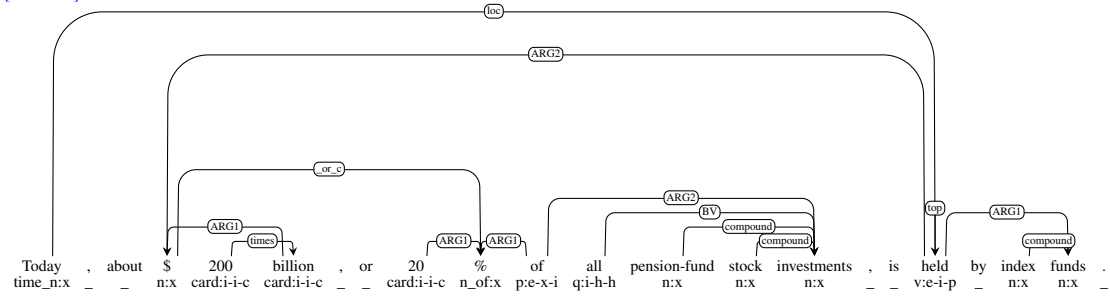 loc
ARG2
_or_c
ARG2
ARG1 BV top ARG1
times ARG1 ARG1 compound compound compound
Today , about $ 200 billion , or 20 % of all pension-fund stock investments , is held by index funds .
time_n:x _ _ n:x card:i-i-c card:i-i-c _ _ card:i-i-c n_of:x p:e-x-i q:i-h-h n:x n:x n:x _ _ v:e-i-p _ n:x n:x _